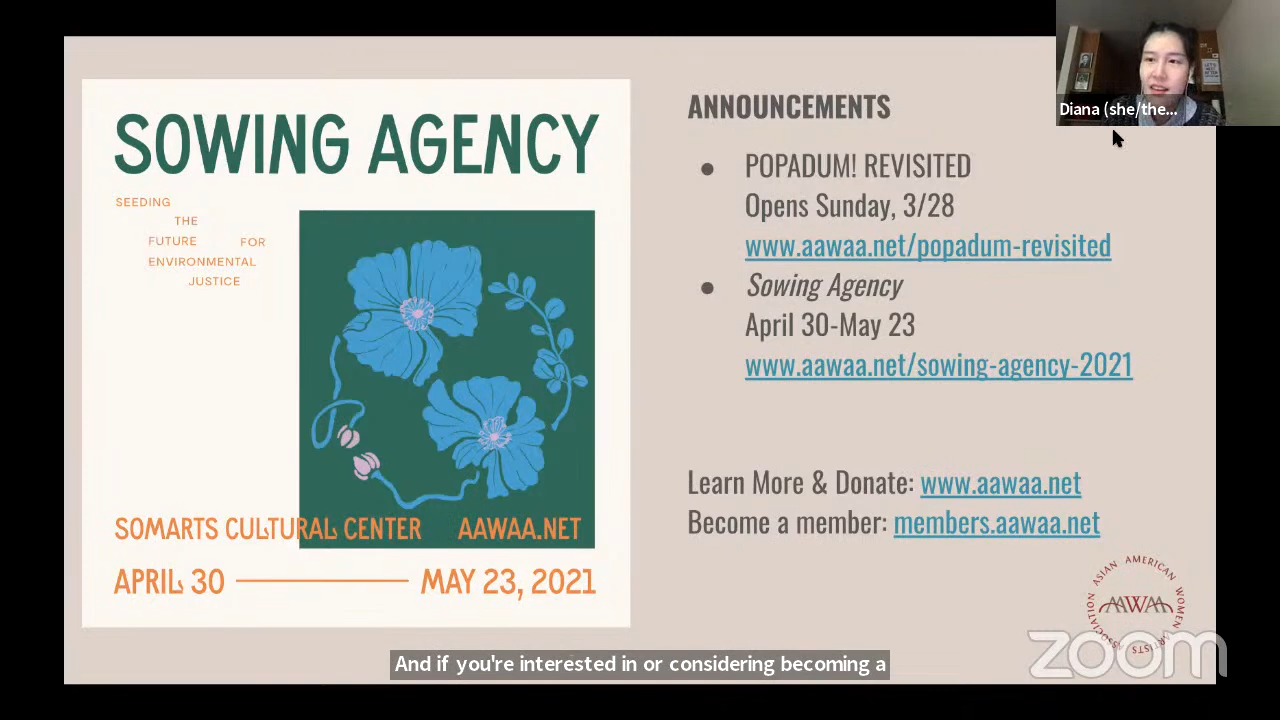 SOWING AGENCY
SEEDING
THE
FUTURE FOR
ENVIRONMENTAL
JUSTICE
SOMARTS CULTURAL CENTER AAWAA.NET
APRIL 30 MAY 23, 2021
ANNOUNCEMENTS
● POPADUM! REVISITED
Opens Sunday, 3/28
www.aawaa.net/popadum-revisited
● Sowing Agency
April 30-May 23
www.aawaa.net/sowing-agency-2021
Learn More & Donate: www.aawaa.net
Become a member: members.aawaa.net
ASIAN AMERICAN WOMEN ARTISTS ASSOCIATION
AAWAA
zoom
Diana (she/the...
And if you're interested in or considering becoming a